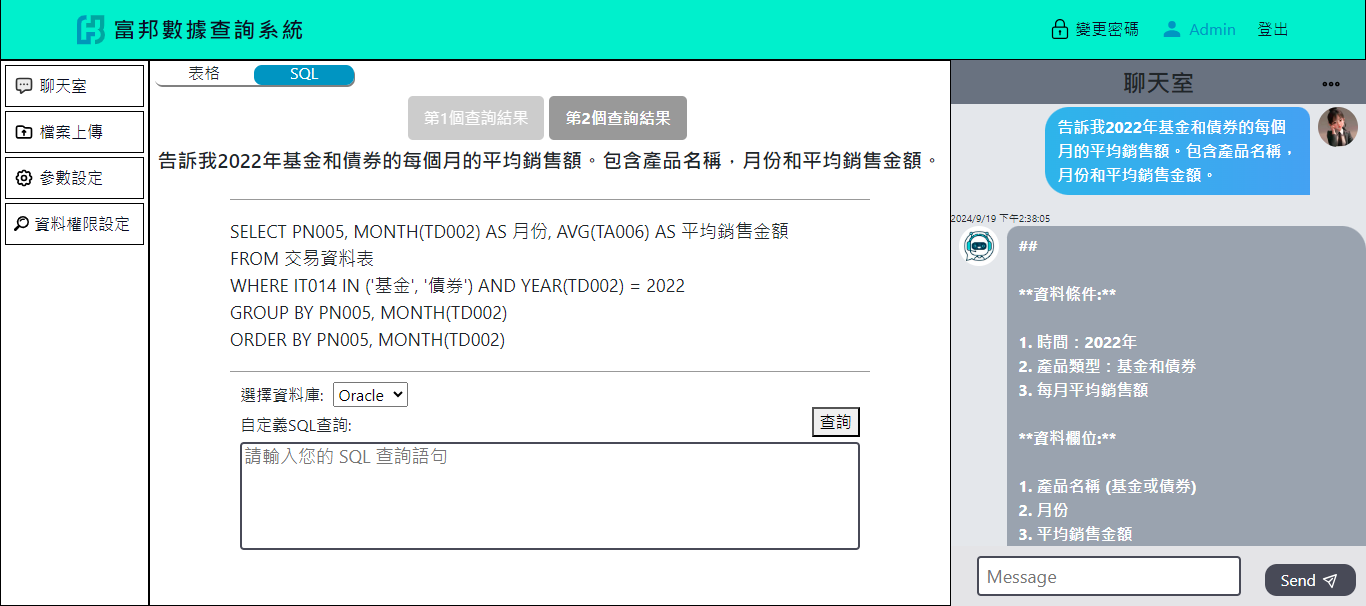 富邦數據查詢系統
變更密碼
Admin
登出
聊天室
檔案上傳
參數設定
資料權限設定
表格
SQL
第1個查詢結果
第2個查詢結果
告訴我2022年基金和債券的每個月的平均銷售額。包含產品名稱，月份和平均銷售金額。
SELECT PN005, MONTH(TD002) AS 月份, AVG(TA006) AS 平均銷售金額
FROM 交易資料表
WHERE IT014 IN ('基金', '債券') AND YEAR(TD002) = 2022
GROUP BY PN005, MONTH(TD002)
ORDER BY PN005, MONTH(TD002)
選擇資料庫:
Oracle
自定義SQL查詢:
查詢
請輸入您的 SQL 查詢語句
聊天室
告訴我2022年基金和債券的每個
月的平均銷售額。包含產品名稱，
月份和平均銷售金額。
2024/9/19 下午2:38:05
##
**資料條件:**
1. 時間：2022年
2. 產品類型：基金和債券
3. 每月平均銷售額
**資料欄位:**
1. 產品名稱 (基金或債券)
2. 月份
3. 平均銷售金額
Message
Send